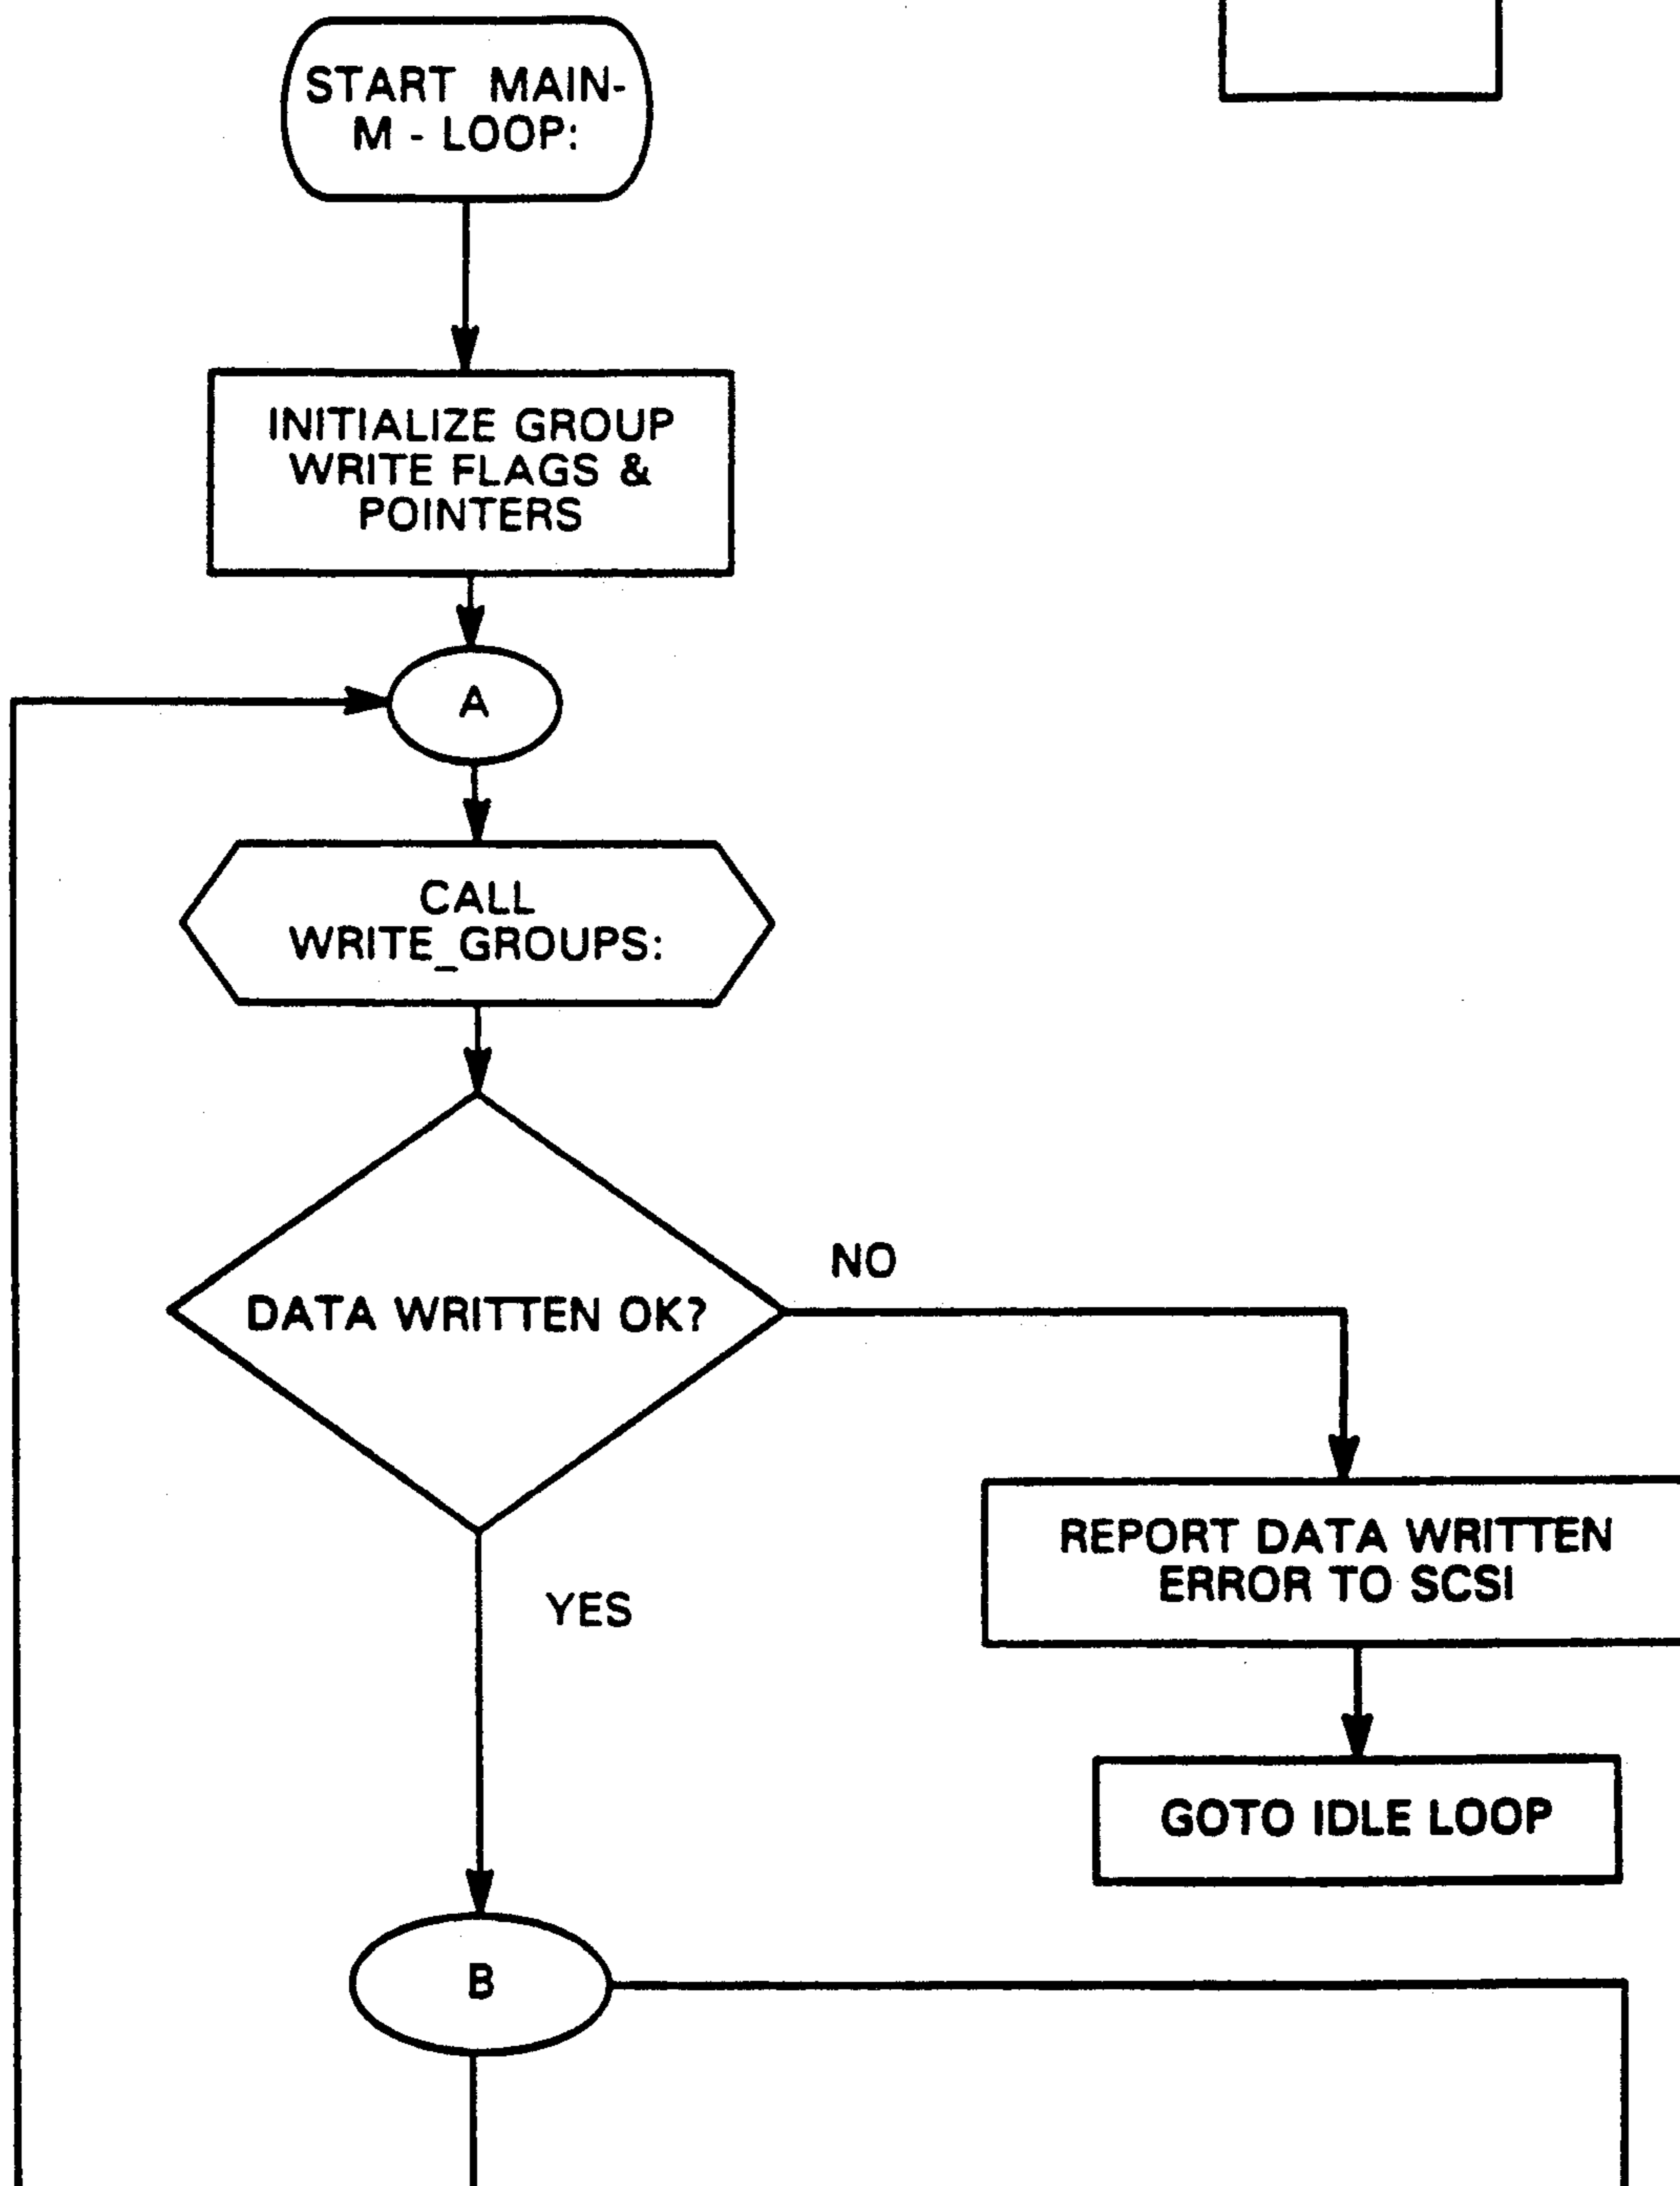 START MAIN-
M - LOOP:
INITIALIZE GROUP
WRITE FLAGS &
POINTERS
A
CALL
WRITE_GROUPS:
DATA WRITTEN OK?
NO
YES
REPORT DATA WRITTEN
ERROR TO SCSI
GOTO IDLE LOOP
B